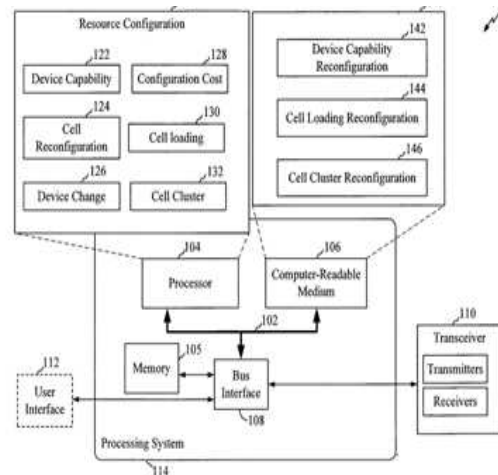 Resource Configuration
122
Device Capability
128
Configuration Cost
124
Cell
Reconfiguration
130
Cell loading
126
Device Change
132
Cell Cluster
142
Device Capability
Reconfiguration
144
Cell Loading Reconfiguration
146
Cell Cluster Reconfiguration
104
Processor
106
Computer-Readable
Medium
102
105
Memory
Bus
Interface
108
112
User
Interface
110
Transceiver
Transmitters
Receivers
Processing System
114